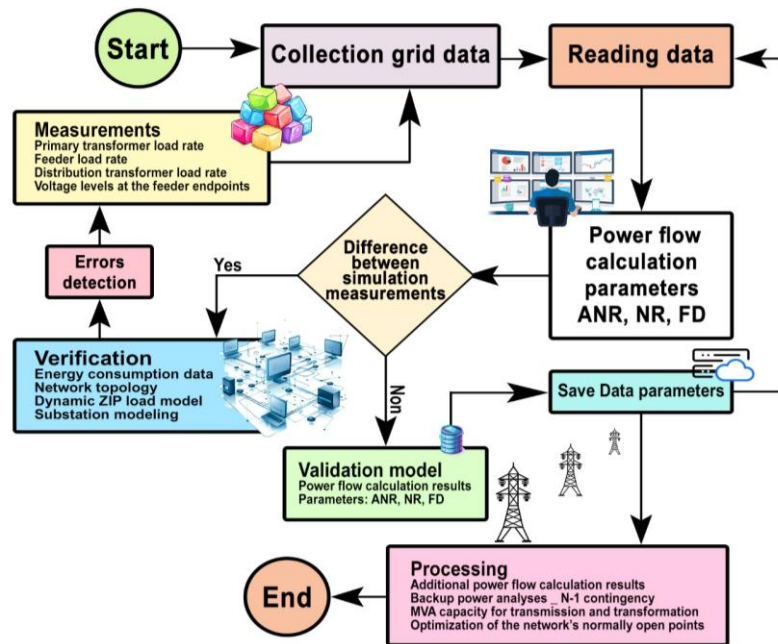 Start
Collection grid data
Reading data
Measurements
Primary transformer load rate
Feeder load rate
Distribution transformer load rate
Voltage levels at the feeder endpoints
Power flow
calculation
parameters
ANR, NR, FD
Difference
between
simulation
measurements
Yes
Errors
detection
Verification
Energy consumption data
Network topology
Dynamic ZIP load model
Substation modeling
Non
Save Data parameters
Validation model
Power flow calculation results
Parameters: ANR, NR, FD
Processing
Additional power flow calculation results
Backup power analyses _ N-1 contingency
MVA capacity for transmission and transformation
Optimization of the network's normally open points
End